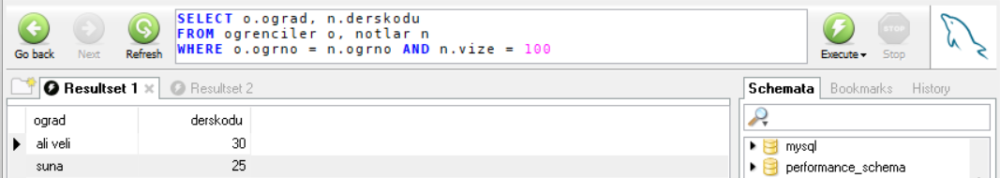 SELECT o.ograd, n.derskodu
FROM ogrenciler o, notlar n
WHERE o.ogrno = n.ogrno AND n.vize = 100
Go back Next Refresh Execute Stop
STOP
Resultset 1 Resultset 2
Schemata Bookmarks History
ograd derskodu
ali veli 30
suna 25
mysql
performance_schema